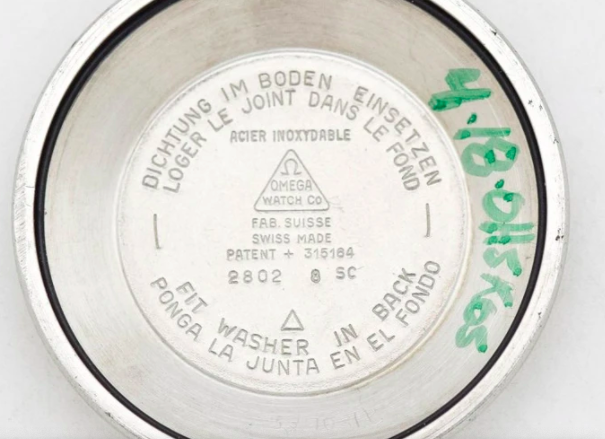 DICHTUNG IM BODEN EINSETZEN
LOGER LE JOINT DANS LE FOND
ACIER INOXYDABLE
Ω
OMEGA
WATCH Co
FAB. SUISSE
SWISS MADE
PATENT + 315164
2802 SC
FIT WASHER IN BACK
PONGA LA JUNTA EN EL FONDO